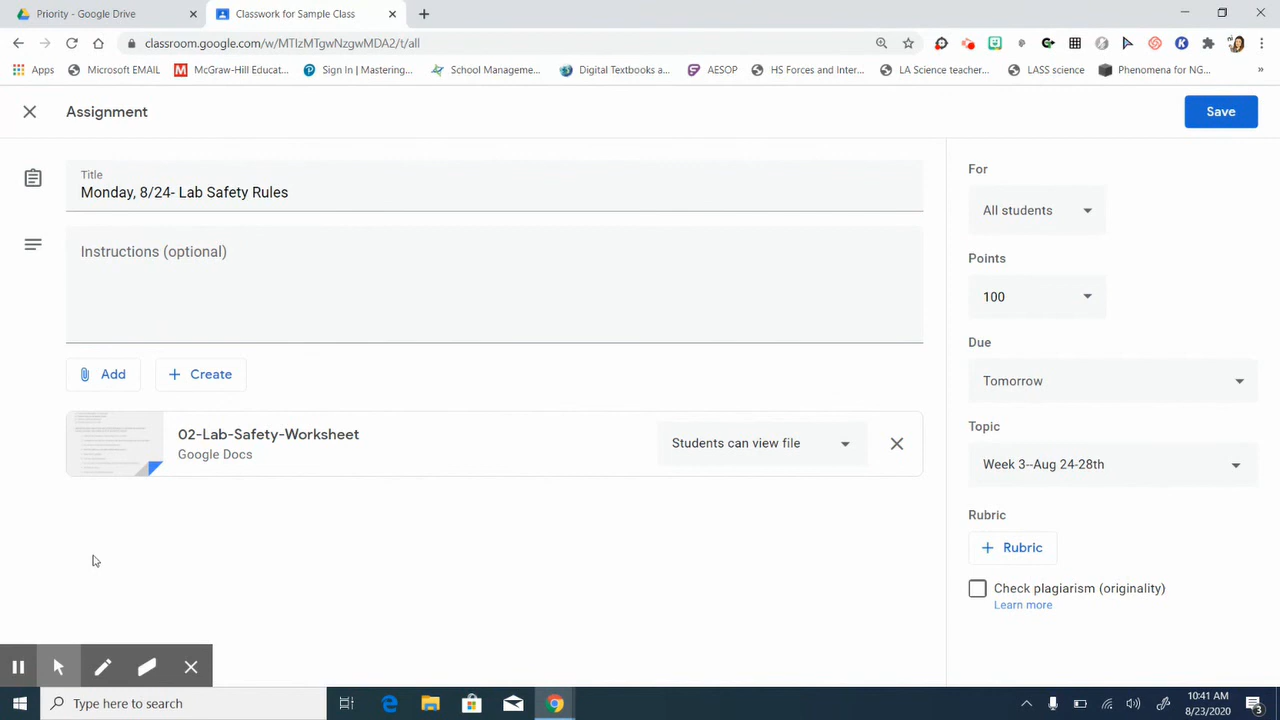 Priority - Google Drive
Classwork for Sample Class
classroom.google.com/w/MTIzMTgwNzgwMDA2/t/all
Apps
Microsoft EMAIL
McGraw-Hill Educat...
Sign In | Mastering...
School Manageme...
Digital Textbooks a...
AESOP
HS Forces and Inter...
LA Science teacher...
LASS science
Phenomena for NG...
»
Assignment
Save
Title
Monday, 8/24- Lab Safety Rules
Instructions (optional)
Add
Create
02-Lab-Safety-Worksheet
Google Docs
Students can view file
For
All students
Points
100
Due
Tomorrow
Topic
Week 3--Aug 24-28th
Rubric
Rubric
Check plagiarism (originality)
Learn more
Type here to search
10:41 AM
8/23/2020
3